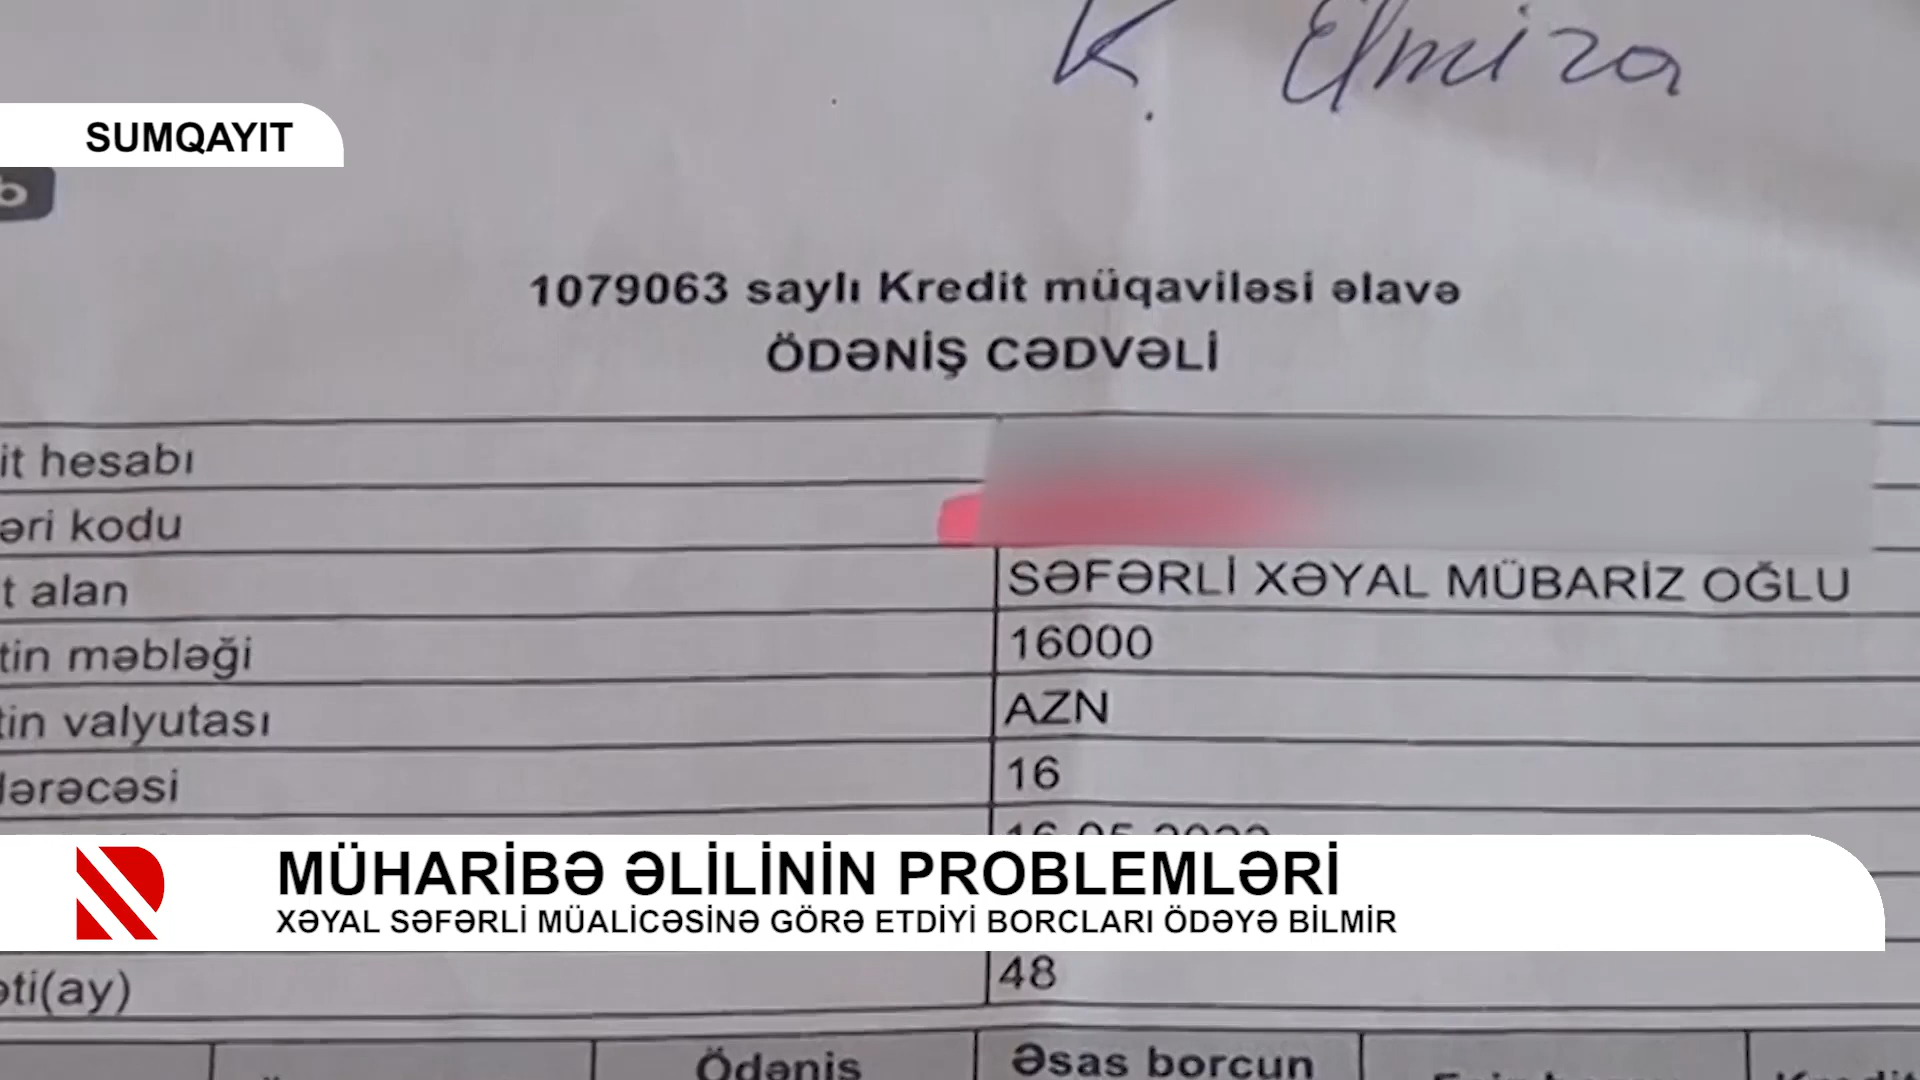 K. Elmira
SUMQAYIT
b
1079063 saylı Kredit müqaviləsi əlavə
ÖDƏNİŞ CƏDVƏLİ
it hesabı
əri kodu
t alan SƏFƏRLİ XƏYAL MÜBARİZ OĞLU
tin məbləği 16000
tin valyutası AZN
dərəcəsi 16
MÜHARİBƏ ƏLİLİNİN PROBLEMLƏRİ
XƏYAL SƏFƏRLİ MÜALİCƏSİNƏ GÖRƏ ETDİYİ BORCLARI ÖDƏYƏ BİLMİR
əti(ay) 48
Ödəniş Əsas borcun